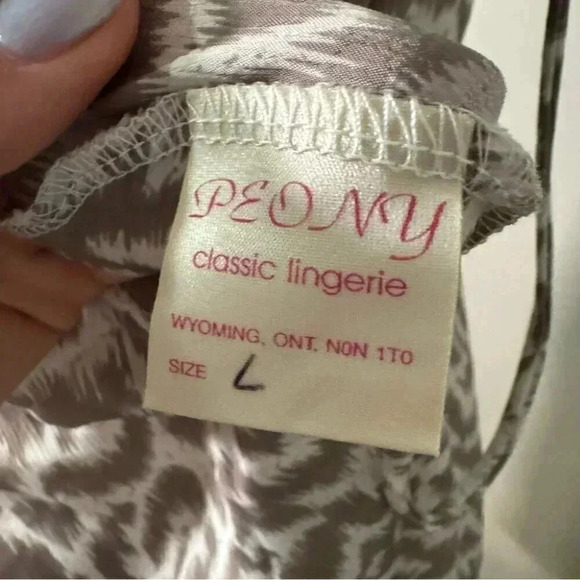 PEONY
classic lingerie
WYOMING, ONT. N0N 1T0
SIZE L